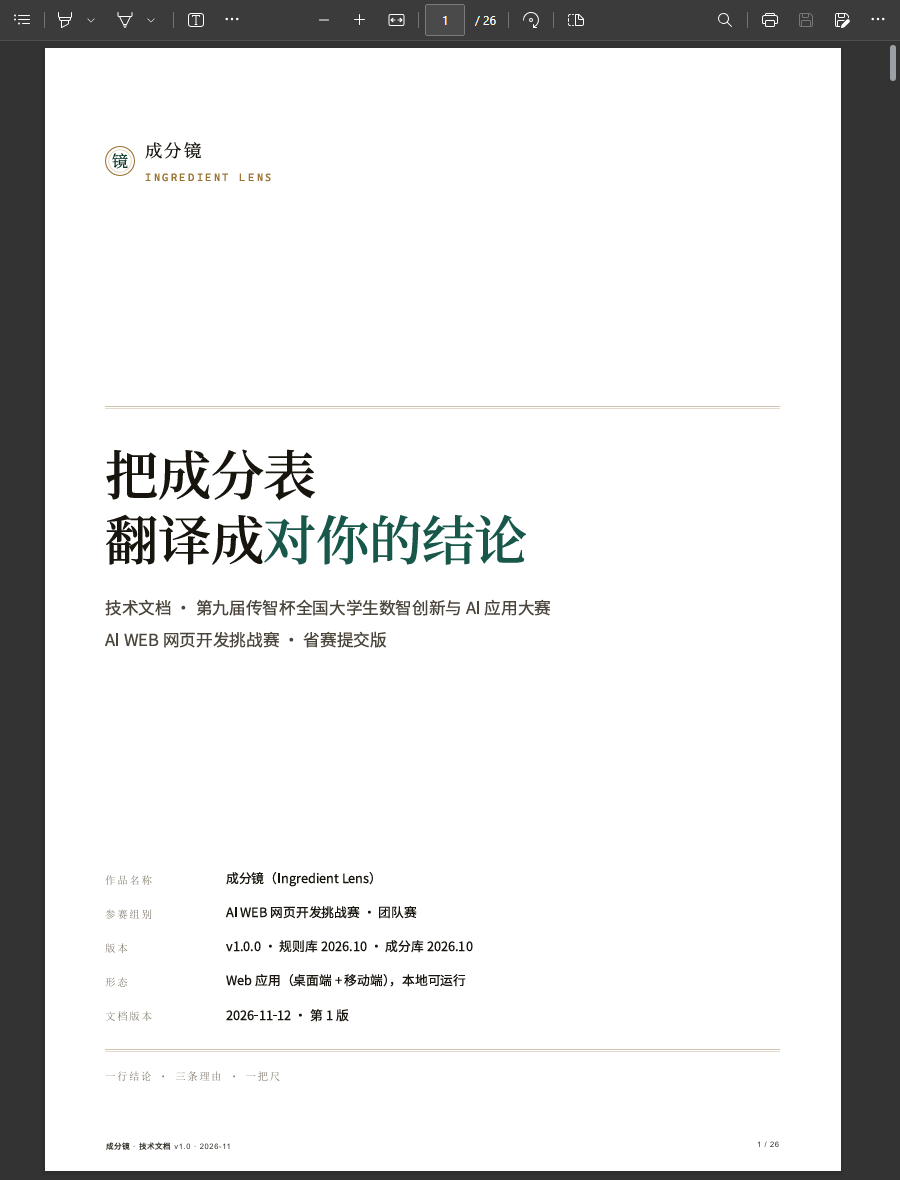 1 / 26
镜
成分镜
INGREDIENT LENS
把成分表
翻译成对你的结论
技术文档 · 第九届传智杯全国大学生数智创新与 AI 应用大赛
AI WEB 网页开发挑战赛 · 省赛提交版
作品名称 成分镜（Ingredient Lens）
参赛组别 AI WEB 网页开发挑战赛 · 团队赛
版本 v1.0.0 · 规则库 2026.10 · 成分库 2026.10
形态 Web 应用（桌面端 + 移动端），本地可运行
文档版本 2026-11-12 · 第 1 版
一行结论 · 三条理由 · 一把尺
成分镜 · 技术文档 v1.0 · 2026-11 1 / 26